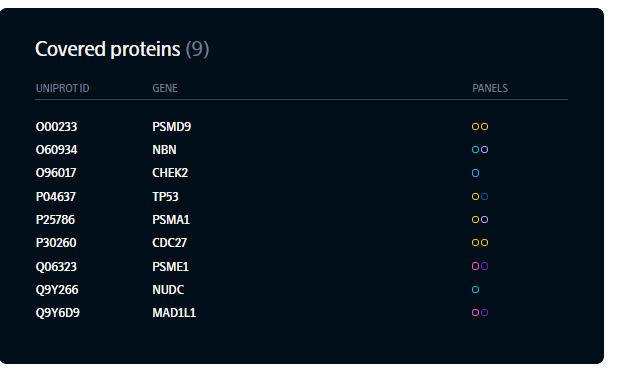 Covered proteins (9)
UNIPROT ID GENE PANELS
O00233 PSMD9
O60934 NBN
O96017 CHEK2
P04637 TP53
P25786 PSMA1
P30260 CDC27
Q06323 PSME1
Q9Y266 NUDC
Q9Y6D9 MAD1L1